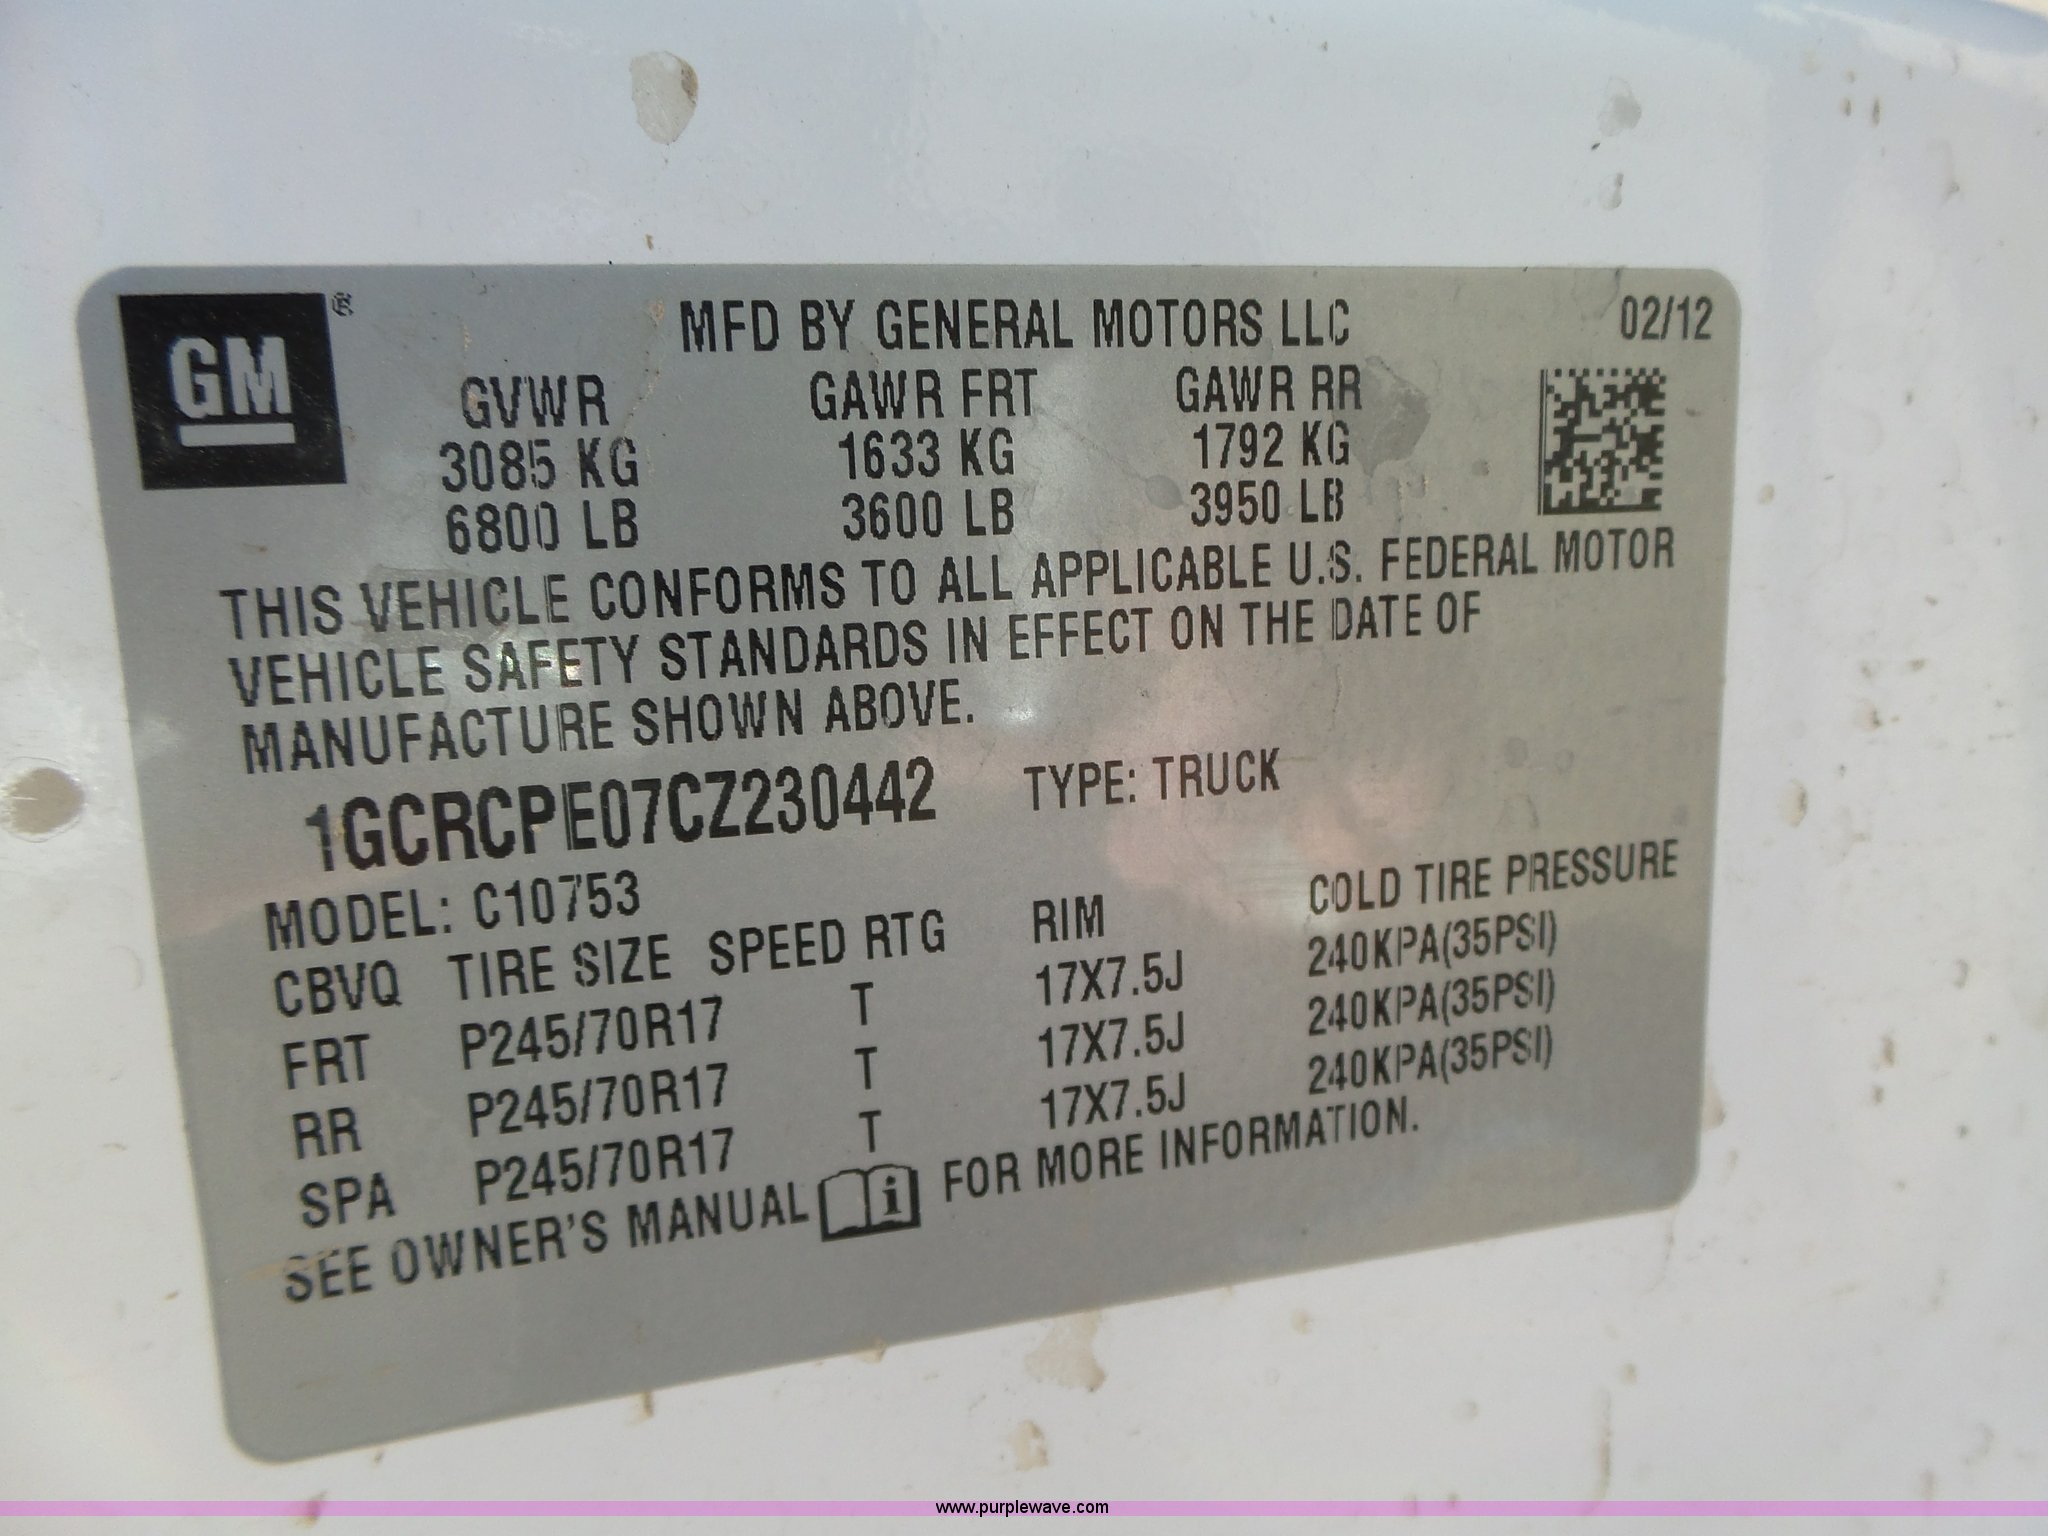 GM ®
MFD BY GENERAL MOTORS LLC 02/12
GVWR GAWR FRT GAWR RR
3085 KG 1633 KG 1792 KG
6800 LB 3600 LB 3950 LB
THIS VEHICLE CONFORMS TO ALL APPLICABLE U.S. FEDERAL MOTOR
VEHICLE SAFETY STANDARDS IN EFFECT ON THE DATE OF
MANUFACTURE SHOWN ABOVE.
1GCRCPE07CZ230442 TYPE: TRUCK
MODEL: C10753
CBVQ TIRE SIZE SPEED RTG RIM COLD TIRE PRESSURE
FRT P245/70R17 T 17X7.5J 240KPA(35PSI)
RR P245/70R17 T 17X7.5J 240KPA(35PSI)
SPA P245/70R17 T 17X7.5J 240KPA(35PSI)
SEE OWNER'S MANUAL i FOR MORE INFORMATION.
www.purplewave.com